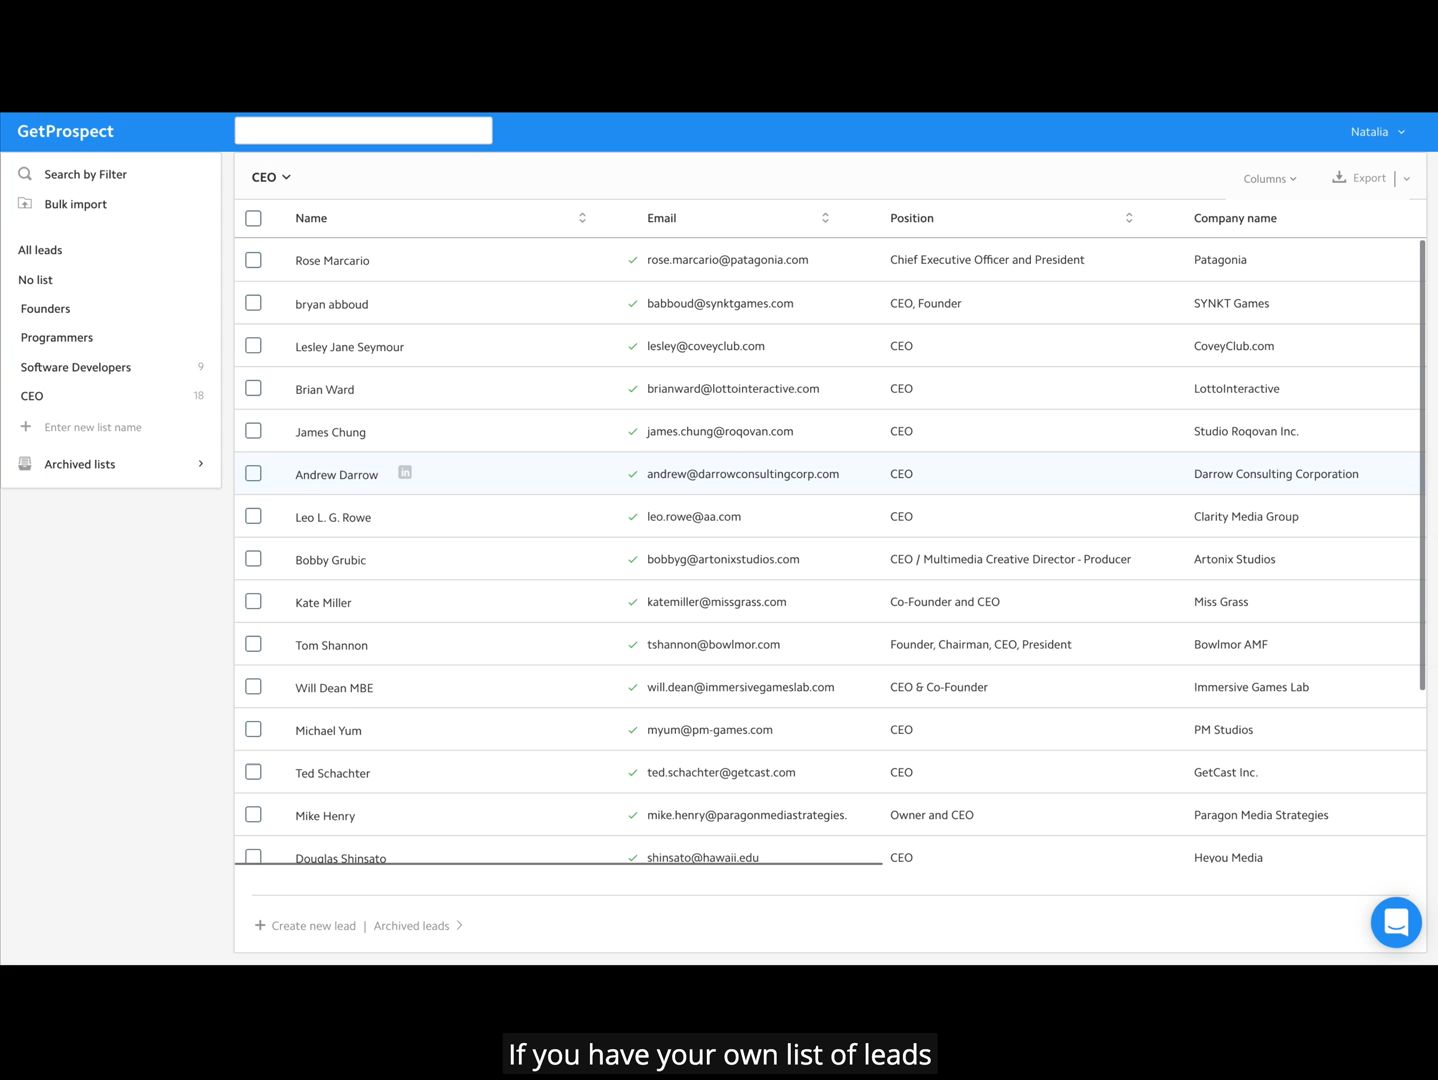 GetProspect
Natalia
Search by Filter
Bulk import
All leads
No list
Founders
Programmers
Software Developers 9
CEO 18
Enter new list name
Archived lists
CEO
Columns Export
Name Email Position Company name
Rose Marcario rose.marcario@patagonia.com Chief Executive Officer and President Patagonia
bryan abboud babboud@synktgames.com CEO, Founder SYNKT Games
Lesley Jane Seymour lesley@coveyclub.com CEO CoveyClub.com
Brian Ward brianward@lottointeractive.com CEO LottoInteractive
James Chung james.chung@roqovan.com CEO Studio Roqovan Inc.
Andrew Darrow in andrew@darrowconsultingcorp.com CEO Darrow Consulting Corporation
Leo L. G. Rowe leo.rowe@aa.com CEO Clarity Media Group
Bobby Grubic bobbyg@artonixstudios.com CEO / Multimedia Creative Director - Producer Artonix Studios
Kate Miller katemiller@missgrass.com Co-Founder and CEO Miss Grass
Tom Shannon tshannon@bowlmor.com Founder, Chairman, CEO, President Bowlmor AMF
Will Dean MBE will.dean@immersivegameslab.com CEO & Co-Founder Immersive Games Lab
Michael Yum myum@pm-games.com CEO PM Studios
Ted Schachter ted.schachter@getcast.com CEO GetCast Inc.
Mike Henry mike.henry@paragonmediastrategies. Owner and CEO Paragon Media Strategies
Douglas Shinsato shinsato@hawaii.edu CEO Heyou Media
+ Create new lead | Archived leads >
If you have your own list of leads